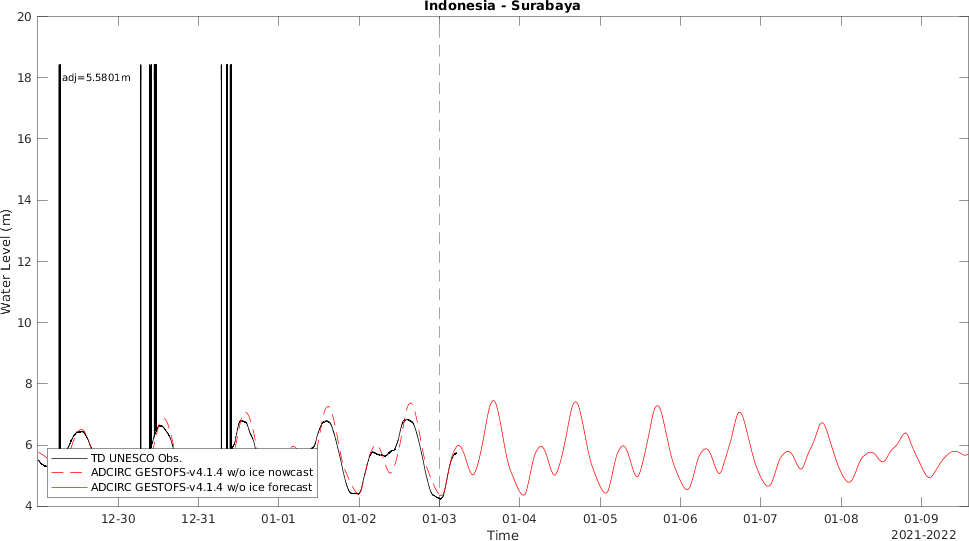 Indonesia - Surabaya
20
18
16
14
12
10
8
6
4
Water Level (m)
adj=5.5801m
TD UNESCO Obs.
ADCIRC GESTOFS-v4.1.4 w/o ice nowcast
ADCIRC GESTOFS-v4.1.4 w/o ice forecast
12-30 12-31 01-01 01-02 01-03 01-04 01-05 01-06 01-07 01-08 01-09
Time
2021-2022